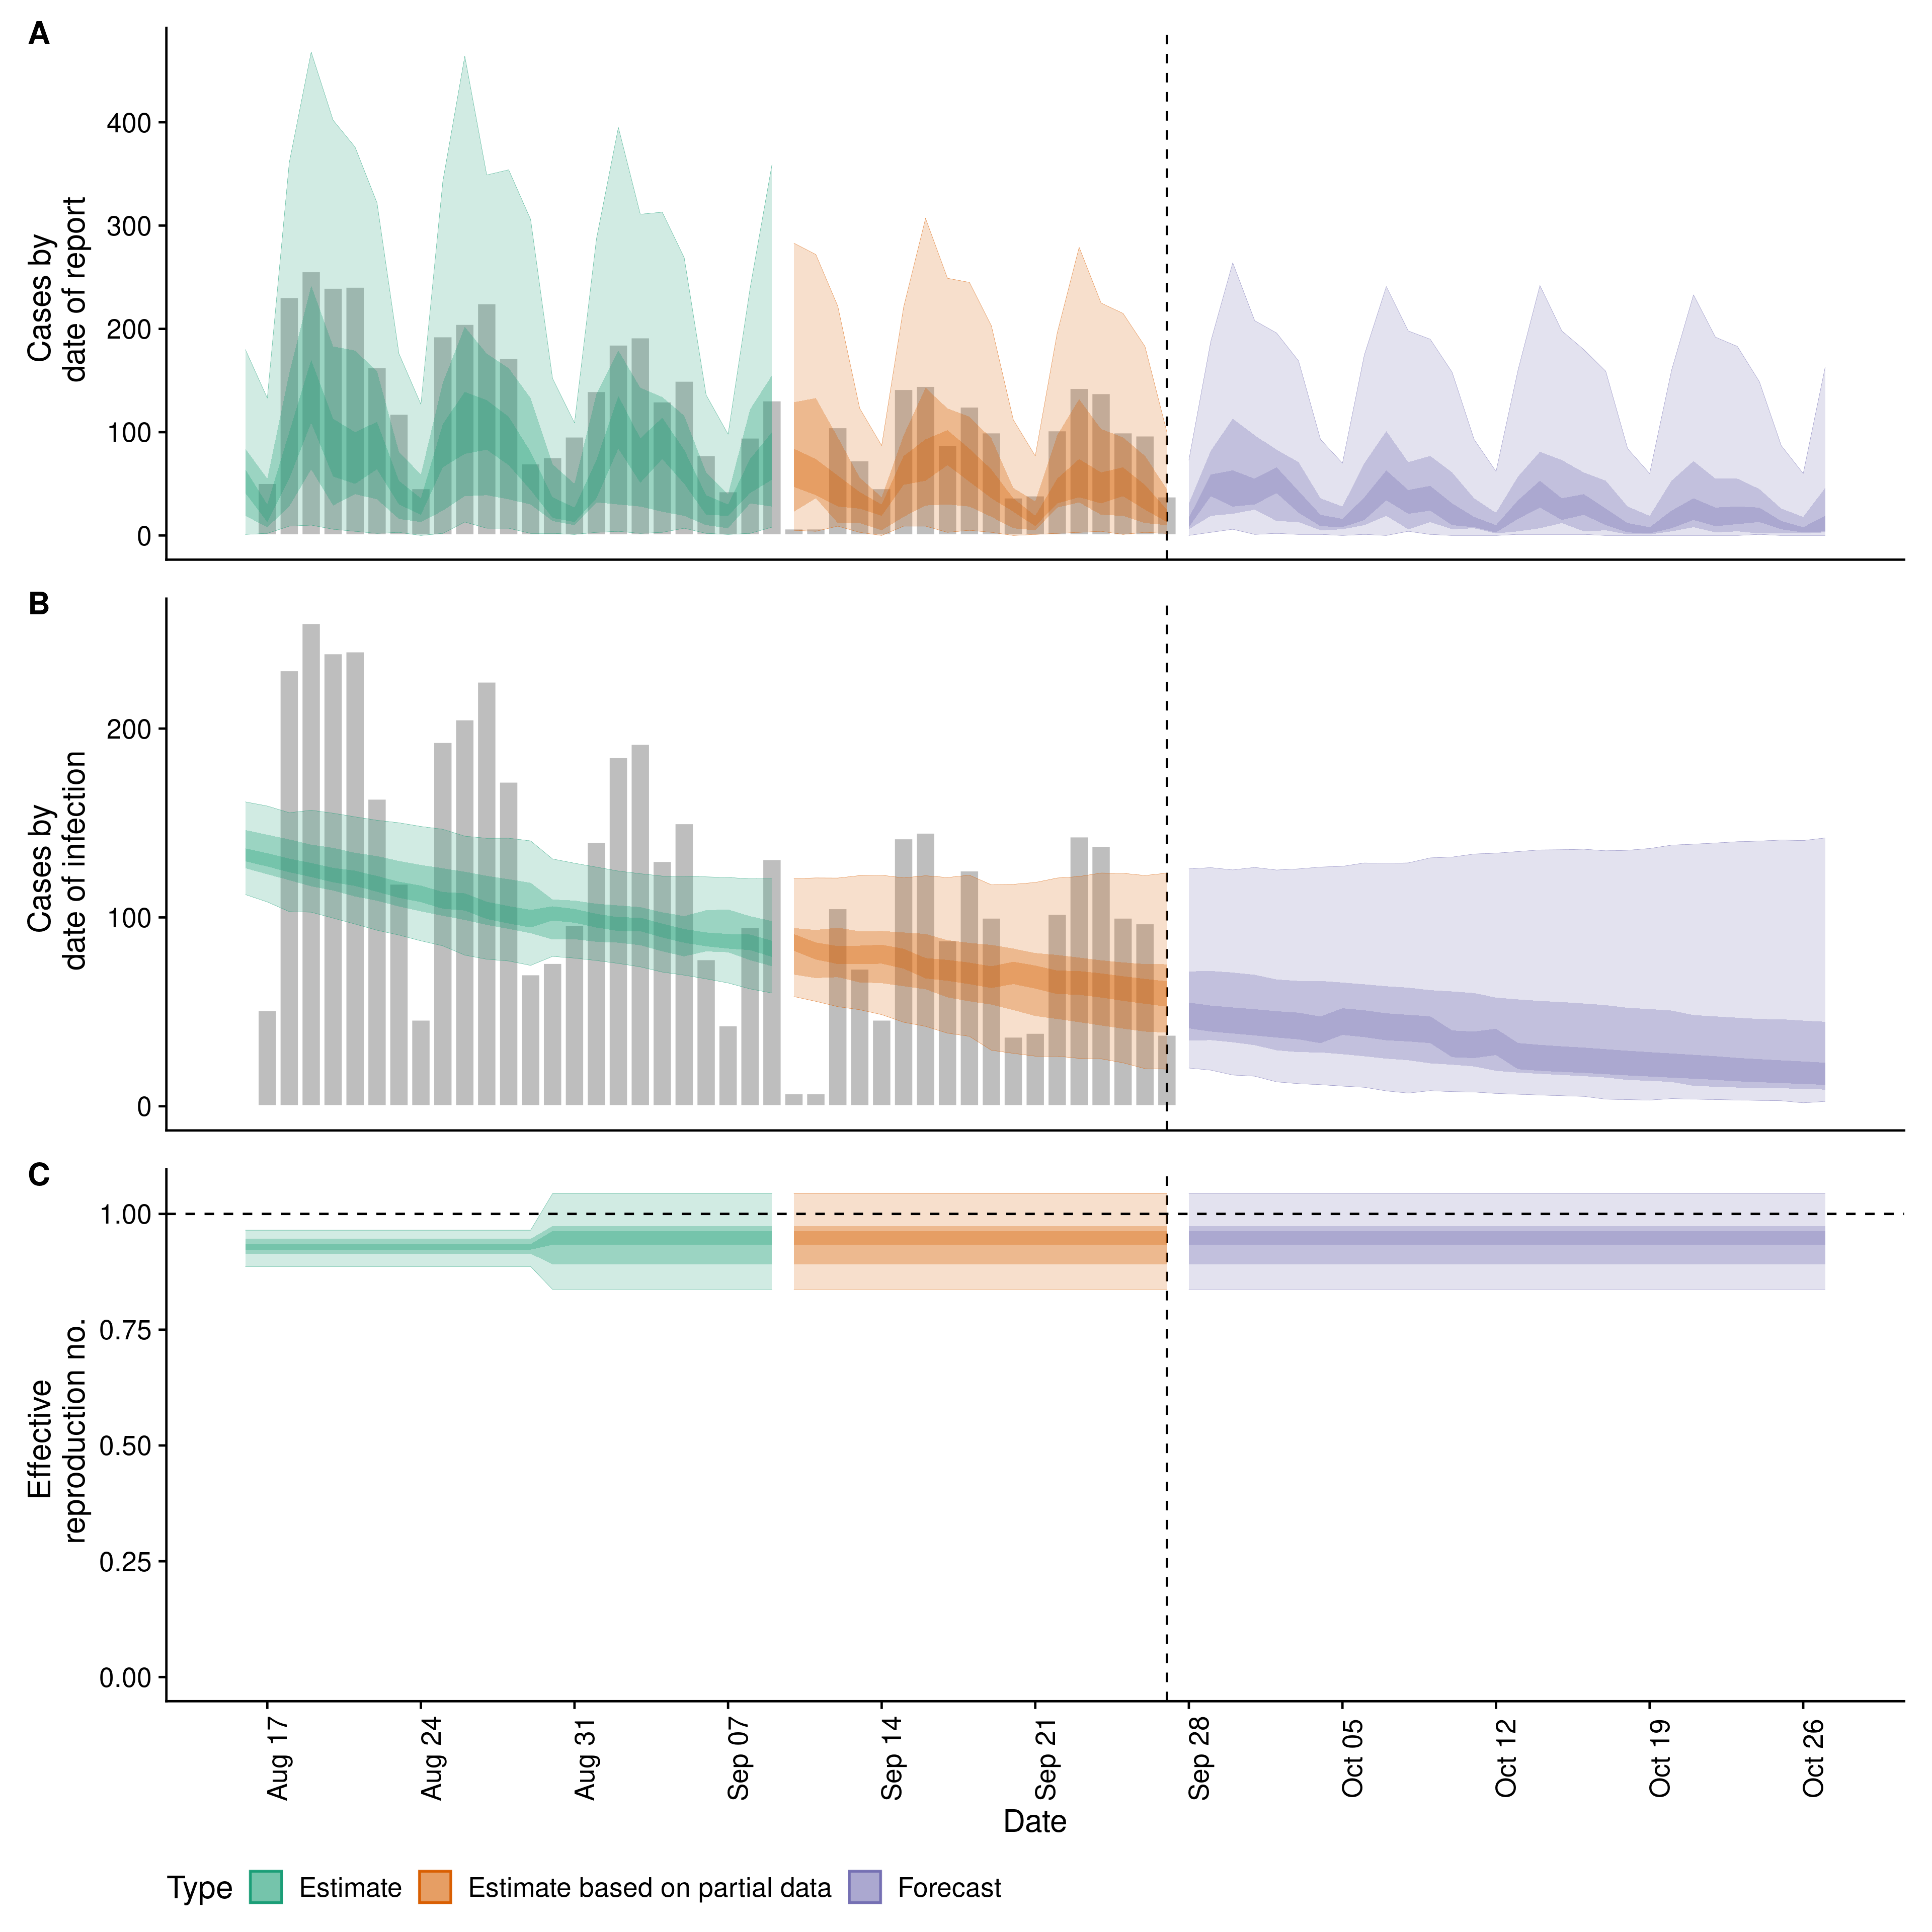 A
Cases by
date of report
400
300
200
100
0
B
Cases by
date of infection
200
100
0
C
Effective
reproduction no.
1.00
0.75
0.50
0.25
0.00
Aug 17
Aug 24
Aug 31
Sep 07
Sep 14
Sep 21
Sep 28
Oct 05
Oct 12
Oct 19
Oct 26
Date
Type Estimate Estimate based on partial data Forecast